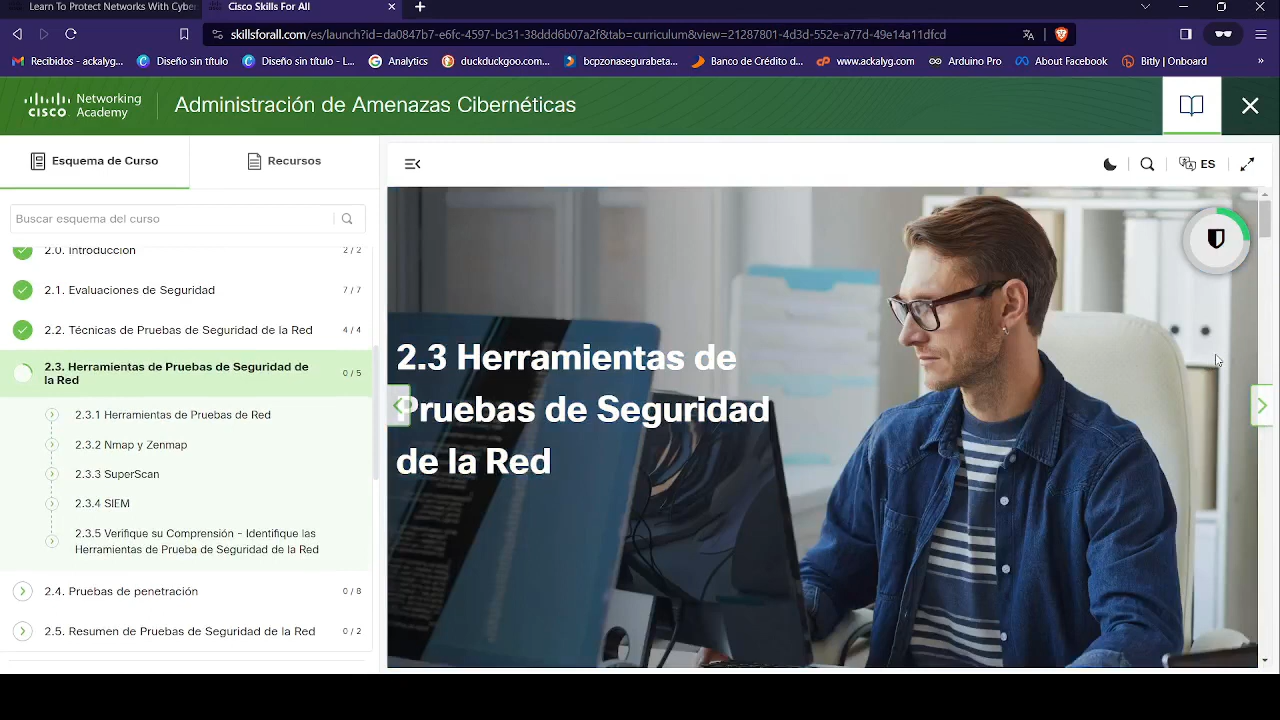 Learn To Protect Networks With Cyber
Cisco Skills For All
skillsforall.com/es/launch?id=da0847b7-e6fc-4597-bc31-38ddd6b07a2f&tab=curriculum&view=21287801-4d3d-552e-a77d-49e14a11dfcd
Recibidos - ackalyg...
Diseño sin título
Diseño sin título - L...
Analytics
duckduckgoo.com...
bcpzonasegurabeta...
Banco de Crédito d...
www.ackalyg.com
Arduino Pro
About Facebook
Bitly | Onboard
»
CISCO
Networking
Academy
Administración de Amenazas Cibernéticas
Esquema de Curso
Recursos
Buscar esquema del curso
ES
2.0. Introducción 2 / 2
2.1. Evaluaciones de Seguridad 7 / 7
2.2. Técnicas de Pruebas de Seguridad de la Red 4 / 4
2.3. Herramientas de Pruebas de Seguridad de
la Red 0 / 5
2.3.1 Herramientas de Pruebas de Red
2.3.2 Nmap y Zenmap
2.3.3 SuperScan
2.3.4 SIEM
2.3.5 Verifique su Comprensión - Identifique las
Herramientas de Prueba de Seguridad de la Red
2.4. Pruebas de penetración 0 / 8
2.5. Resumen de Pruebas de Seguridad de la Red 0 / 2
2.3 Herramientas de
Pruebas de Seguridad
de la Red